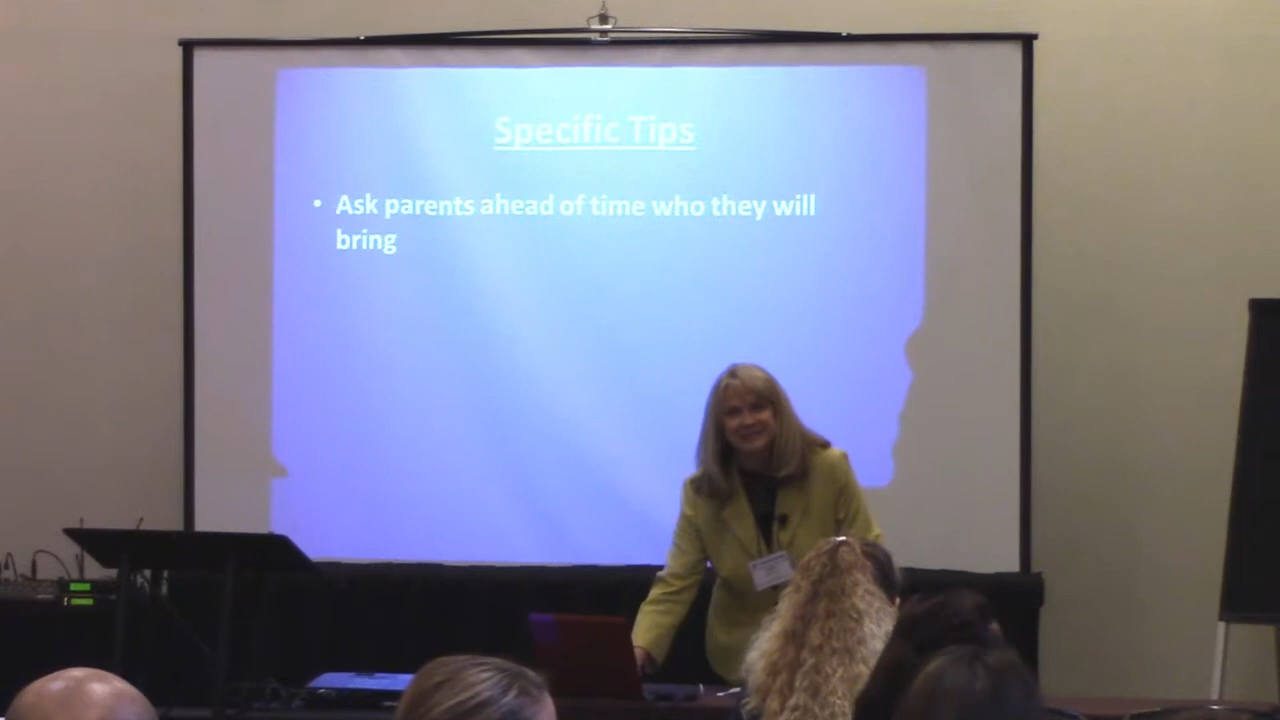 Specific Tips
• Ask parents ahead of time who they will
bring